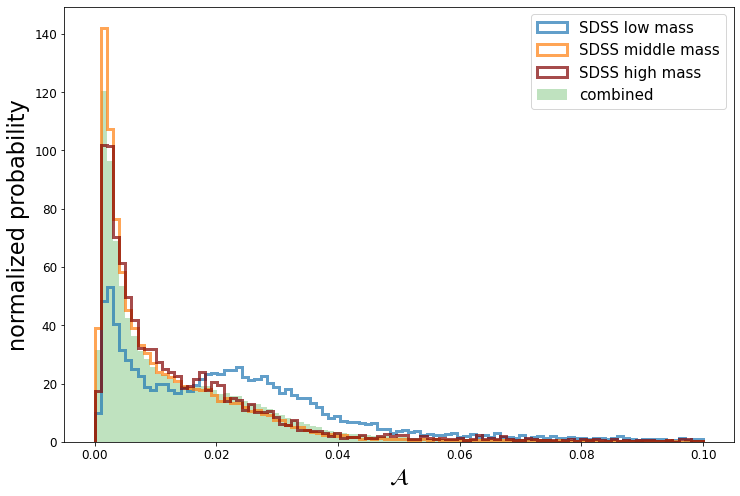 SDSS low mass
SDSS middle mass
SDSS high mass
combined
normalized probability
140
120
100
80
60
40
20
0
0.00 0.02 0.04 0.06 0.08 0.10
𝒜